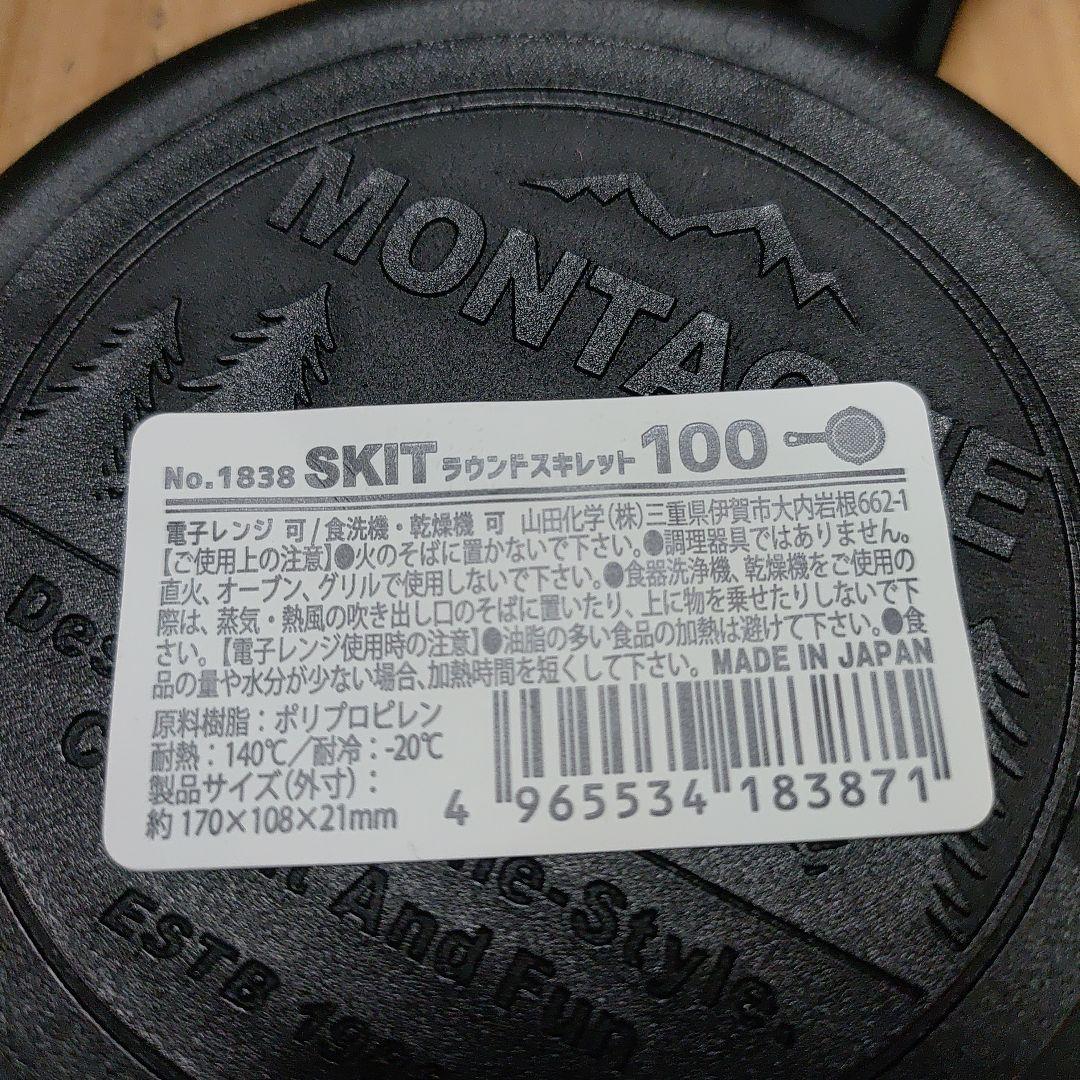 MONTAGNE
No.1838 SKIT ラウンドスキレット 100
電子レンジ 可/食洗機・乾燥機 可 山田化学(株)三重県伊賀市大内岩根662-1
【ご使用上の注意】●火のそばに置かないで下さい。●調理器具ではありません。
直火、オーブン、グリルで使用しないで下さい。●食器洗浄機、乾燥機をご使用の
際は、蒸気・熱風の吹き出し口のそばに置いたり、上に物を乗せたりしないで下
さい。【電子レンジ使用時の注意】●油脂の多い食品の加熱は避けて下さい。●食
品の量や水分が少ない場合、加熱時間を短くして下さい。 MADE IN JAPAN
原料樹脂：ポリプロピレン
耐熱：140℃／耐冷：-20℃
製品サイズ(外寸)：
約170×108×21mm
4 965534 183871
And Fun
ESTB